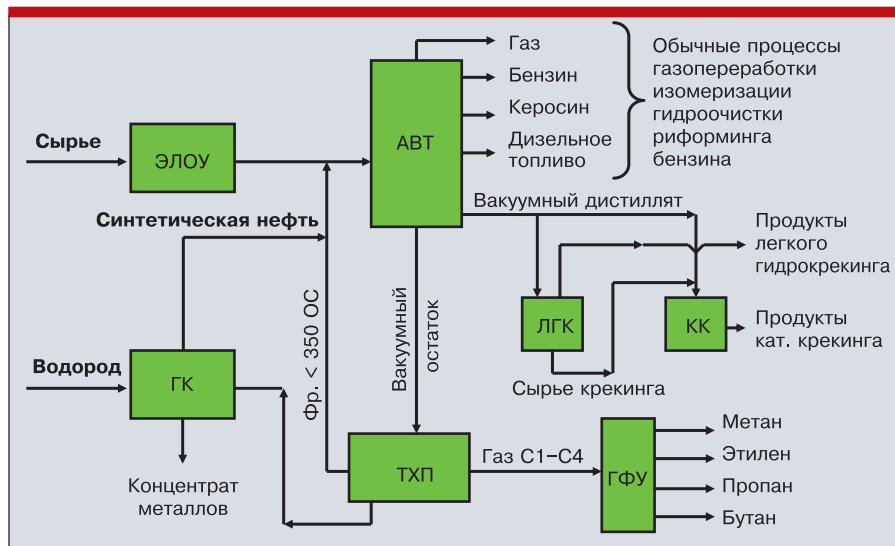 Газ
Бензин
Керосин
Дизельное
топливо
Обычные процессы
газопереработки
изомеризации
гидроочистки
риформинга
бензина
Сырье
ЭЛОУ
АВТ
Синтетическая нефть
Вакуумный дистиллят
Продукты
легкого
гидрокрекинга
Фр. < 350 ОС
Вакуумный
остаток
ЛГК
КК
Продукты
кат. крекинга
Водород
ГК
Сырье крекинга
Концентрат
металлов
ТХП
Газ С1–С4
ГФУ
Метан
Этилен
Пропан
Бутан